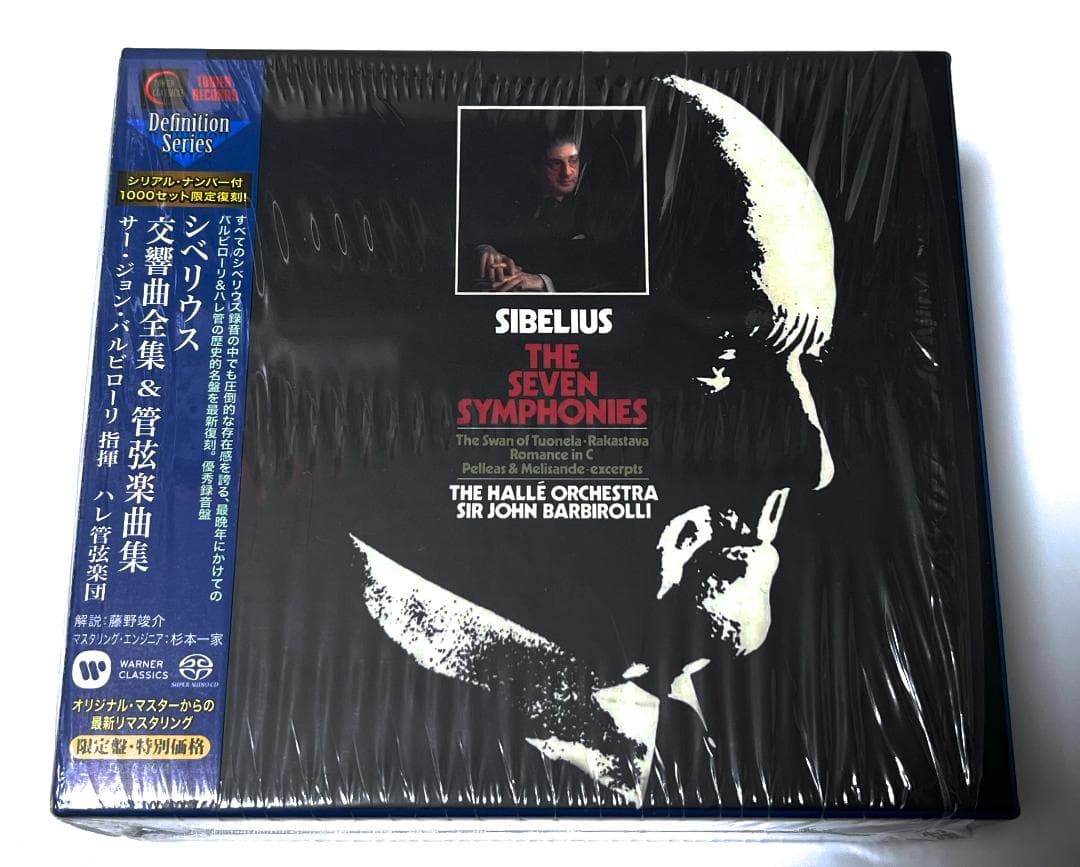 TOWER RECORDS
Definition
Series
シリアル・ナンバー付
1000セット限定復刻!
すべてのシベリウス録音の中でも圧倒的な存在感を誇る、最晩年にかけての
バルビローリ&ハレ管の歴史的名盤を最新復刻。優秀録音盤
シベリウス
交響曲全集 & 管弦楽曲集
サー・ジョン・バルビローリ 指揮 ハレ管弦楽団
解説:藤野竣介
マスタリング・エンジニア:杉本一家
WARNER
CLASSICS
SUPER AUDIO CD
オリジナル・マスターからの
最新リマスタリング
限定盤・特別価格
SIBELIUS
THE
SEVEN
SYMPHONIES
The Swan of Tuonela·Rakastava
Romance in C
Pelleas & Melisande-excerpts
THE HALLÉ ORCHESTRA
SIR JOHN BARBIROLLI